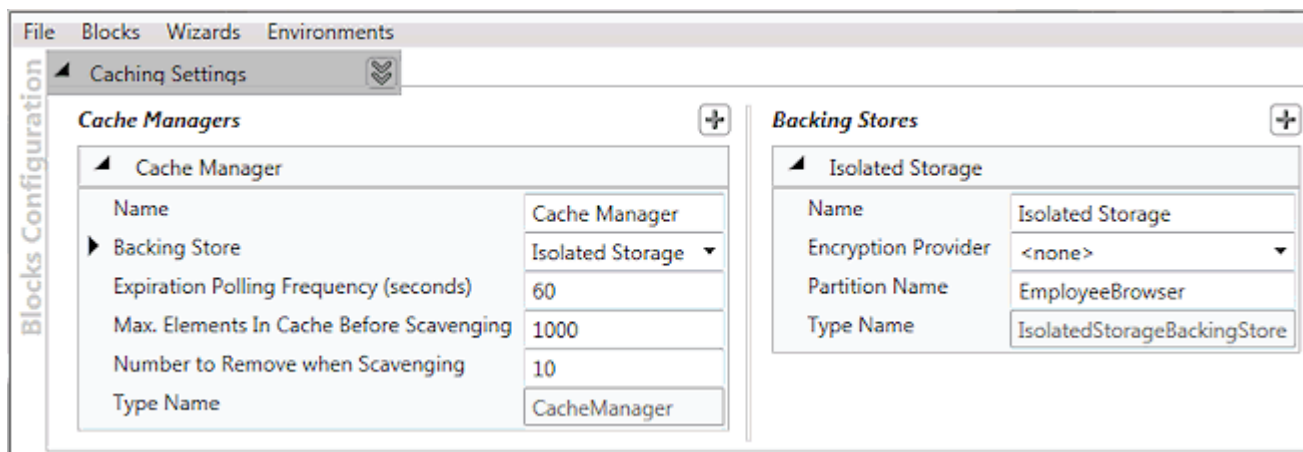 File Blocks Wizards Environments
Blocks Configuration
Caching Settings
Cache Managers
Cache Manager
Name Cache Manager
Backing Store Isolated Storage
Expiration Polling Frequency (seconds) 60
Max. Elements In Cache Before Scavenging 1000
Number to Remove when Scavenging 10
Type Name CacheManager
Backing Stores
Isolated Storage
Name Isolated Storage
Encryption Provider <none>
Partition Name EmployeeBrowser
Type Name IsolatedStorageBackingStore